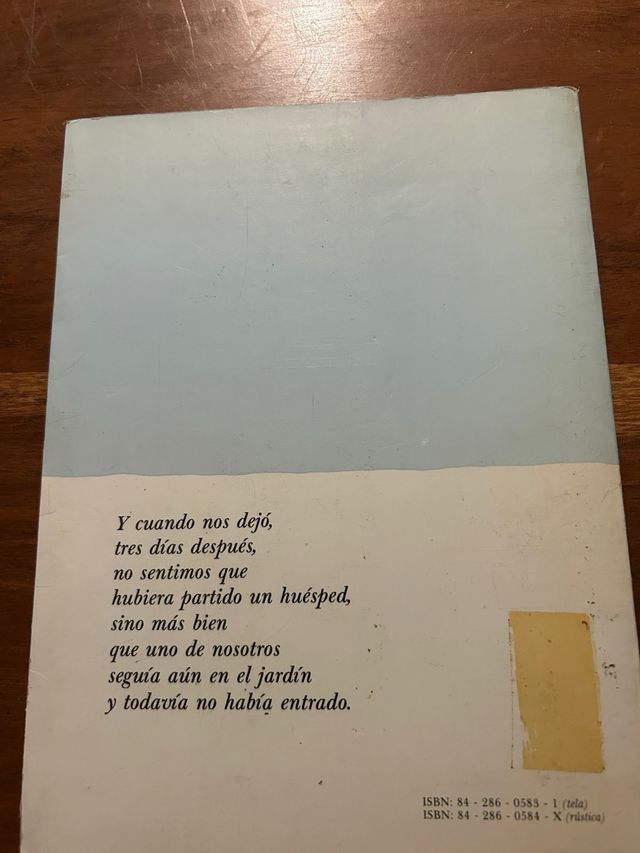 Y cuando nos dejó,
tres días después,
no sentimos que
hubiera partido un huésped,
sino más bien
que uno de nosotros
seguía aún en el jardín
y todavía no había entrado.
ISBN: 84 - 286 - 0583 - 1 (tela)
ISBN: 84 - 286 - 0584 - X (rústica)